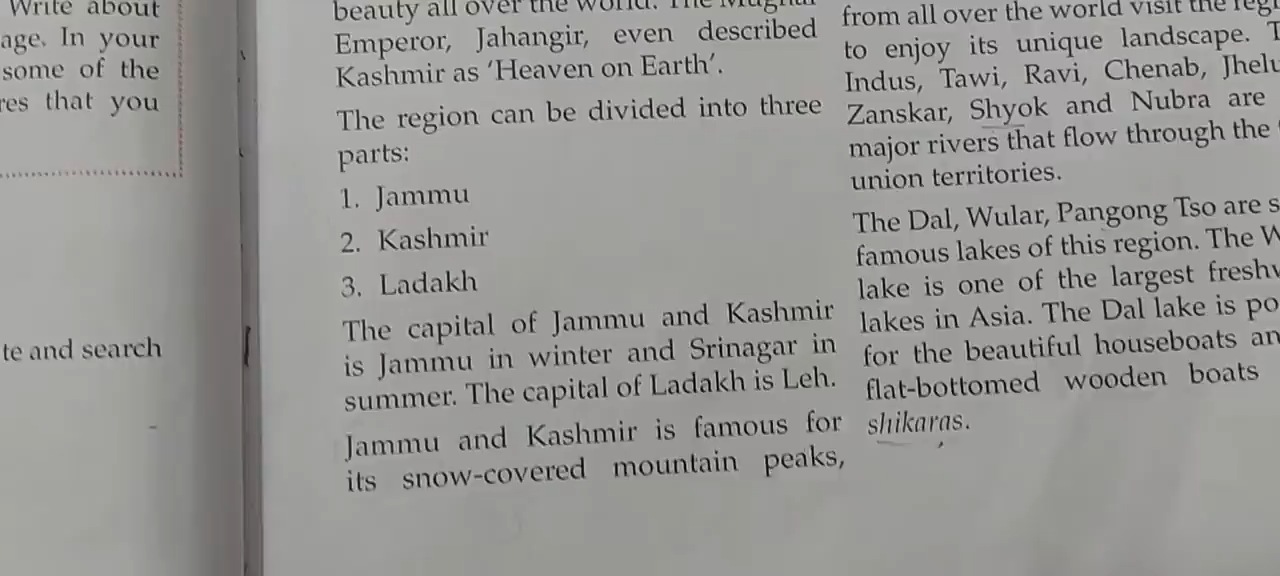 Write about
age. In your
some of the
res that you
te and search
beauty all over the world. The Mughal
Emperor, Jahangir, even described
Kashmir as ‘Heaven on Earth’.
The region can be divided into three
parts:
1. Jammu
2. Kashmir
3. Ladakh
The capital of Jammu and Kashmir
is Jammu in winter and Srinagar in
summer. The capital of Ladakh is Leh.
Jammu and Kashmir is famous for
its snow-covered mountain peaks,
from all over the world visit the regi
to enjoy its unique landscape. T
Indus, Tawi, Ravi, Chenab, Jhelu
Zanskar, Shyok and Nubra are
major rivers that flow through the
union territories.
The Dal, Wular, Pangong Tso are s
famous lakes of this region. The W
lake is one of the largest freshw
lakes in Asia. The Dal lake is po
for the beautiful houseboats an
flat-bottomed wooden boats
shikaras.